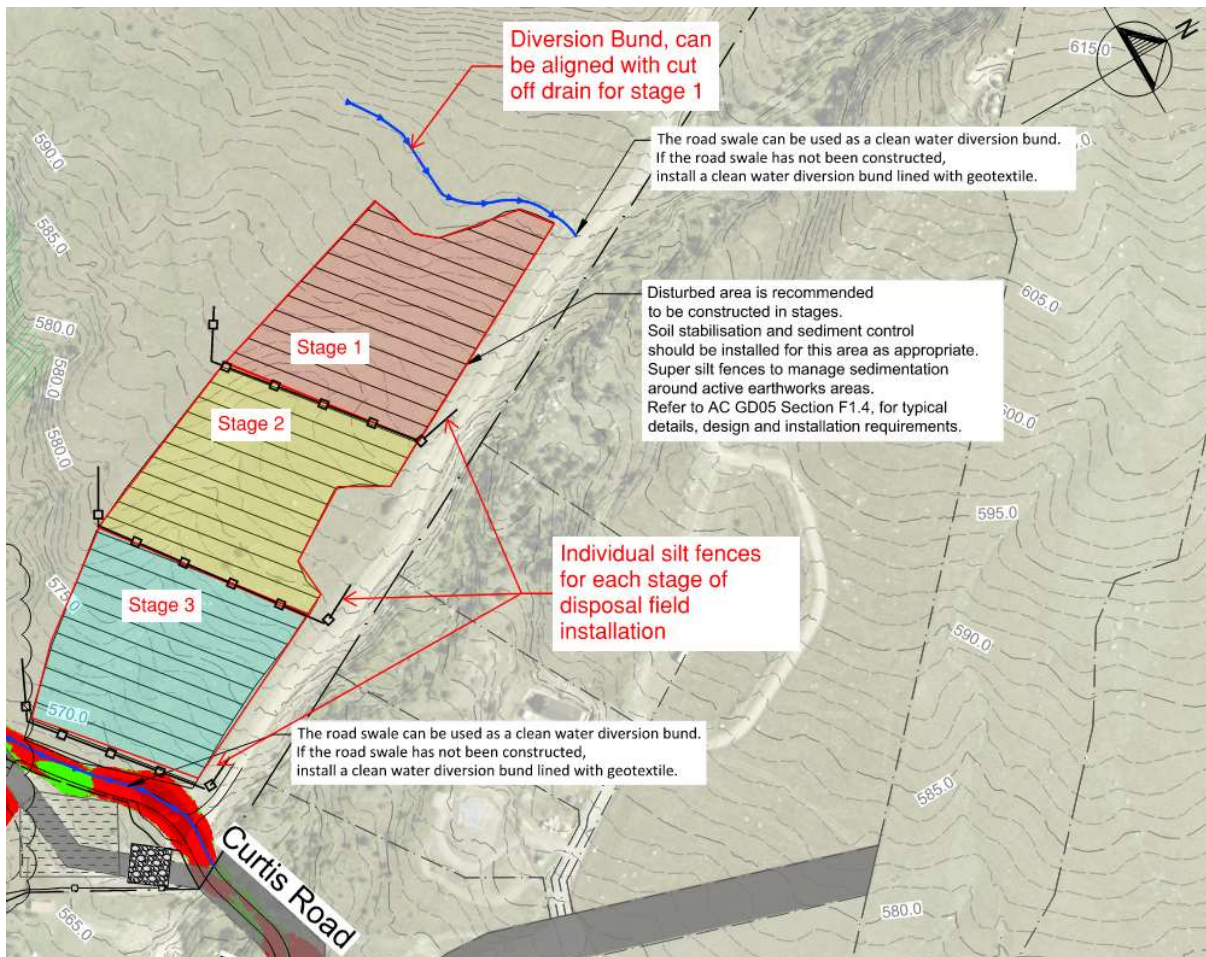 Diversion Bund, can
be aligned with cut
off drain for stage 1
N
615.0
The road swale can be used as a clean water diversion bund.
If the road swale has not been constructed,
install a clean water diversion bund lined with geotextile.
590.0
585.0
580.0
580.0
580.0
605.0
Disturbed area is recommended
to be constructed in stages.
Soil stabilisation and sediment control
should be installed for this area as appropriate.
Super silt fences to manage sedimentation
around active earthworks areas.
Refer to AC GD05 Section F1.4, for typical
details, design and installation requirements.
600.0
Stage 1
Stage 2
595.0
Individual silt fences
for each stage of
disposal field
installation
575.0
Stage 3
590.0
570.0
The road swale can be used as a clean water diversion bund.
If the road swale has not been constructed,
install a clean water diversion bund lined with geotextile.
585.0
Curtis Road
580.0
565.0